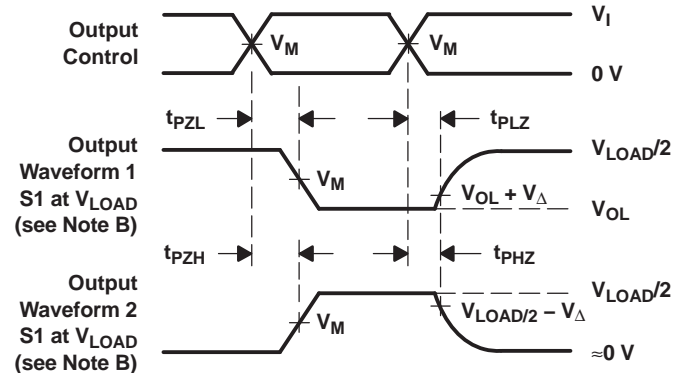 Output
Control
V_M
V_M
V_I
0 V
t_PZL
t_PLZ
Output
Waveform 1
S1 at V_LOAD
(see Note B)
V_M
V_OL + V_Δ
V_LOAD/2
V_OL
t_PZH
t_PHZ
Output
Waveform 2
S1 at V_LOAD
(see Note B)
V_M
V_LOAD/2 – V_Δ
V_LOAD/2
≈0 V